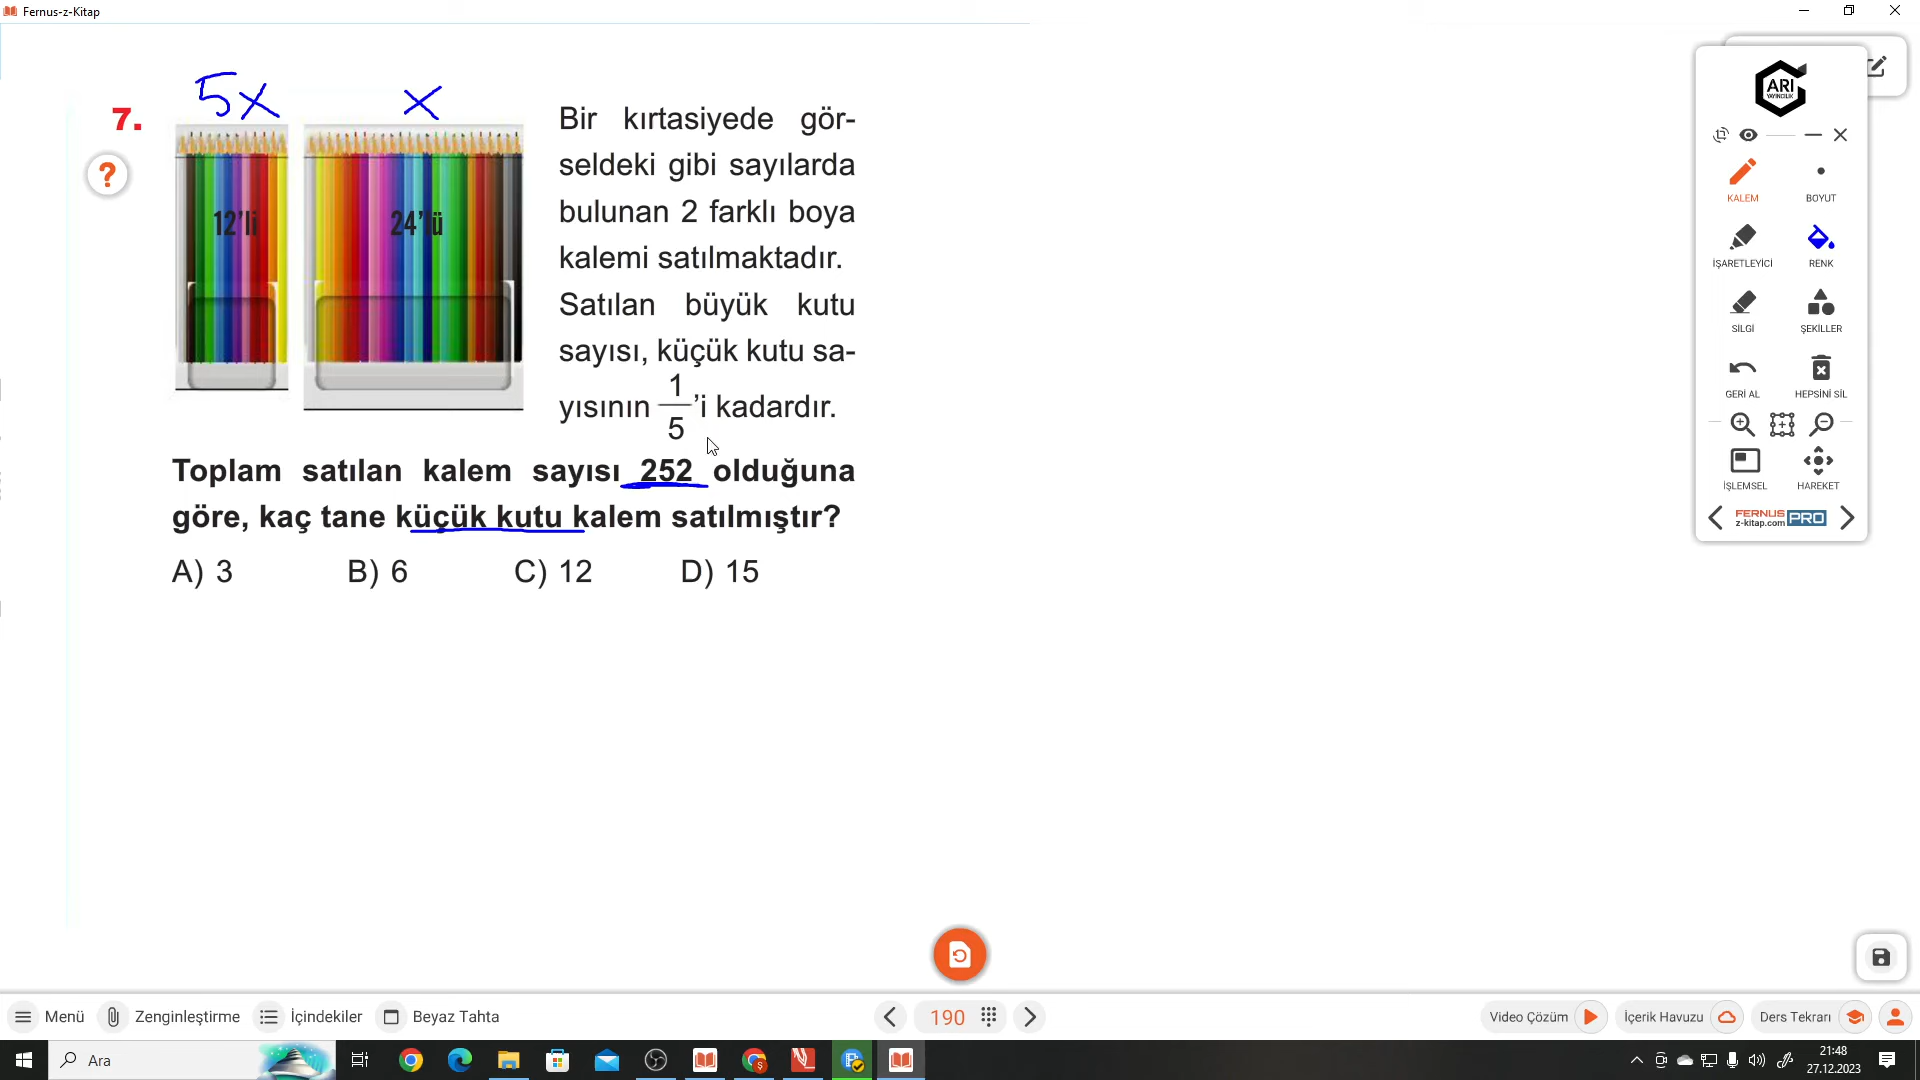 Fernus-z-Kitap
5x
x
7.
12'li
24'lü
Bir kırtasiyede gör-
seldeki gibi sayılarda
bulunan 2 farklı boya
kalemi satılmaktadır.
Satılan büyük kutu
sayısı, küçük kutu sa-
yısının 1/5'i kadardır.
Toplam satılan kalem sayısı 252 olduğuna
göre, kaç tane küçük kutu kalem satılmıştır?
A) 3 B) 6 C) 12 D) 15
?
ARI
YAYINCILIK
KALEM BOYUT
İŞARETLEYİCİ RENK
SİLGİ ŞEKİLLER
GERİ AL HEPSİNİ SİL
İŞLEMSEL HAREKET
FERNUS
z-kitap.com PRO
Menü Zenginleştirme İçindekiler Beyaz Tahta 190 Video Çözüm İçerik Havuzu Ders Tekrarı
Ara
21:48
27.12.2023